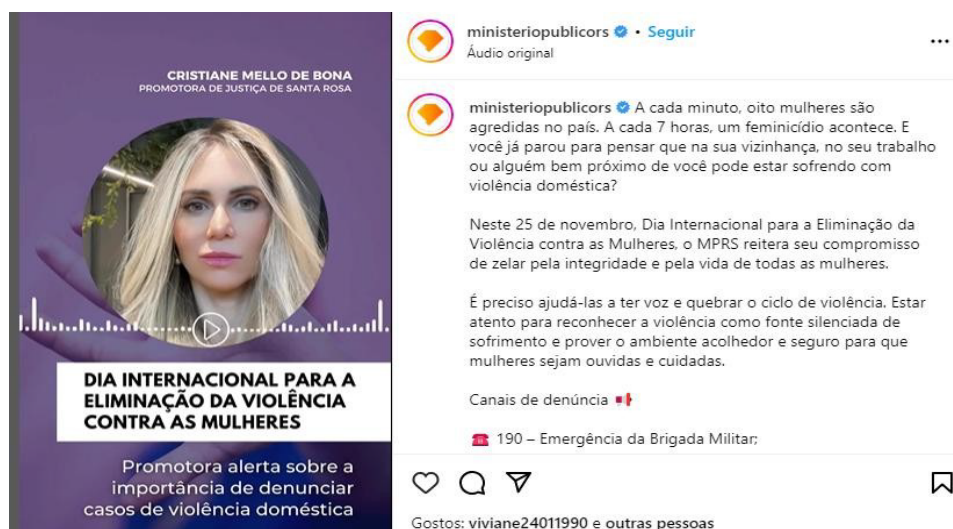 CRISTIANE MELLO DE BONA
PROMOTORA DE JUSTIÇA DE SANTA ROSA
DIA INTERNACIONAL PARA A
ELIMINAÇÃO DA VIOLÊNCIA
CONTRA AS MULHERES
Promotora alerta sobre a
importância de denunciar
casos de violência doméstica
ministeriopublicors • Seguir
Áudio original
ministeriopublicors A cada minuto, oito mulheres são
agredidas no país. A cada 7 horas, um feminicídio acontece. E
você já parou para pensar que na sua vizinhança, no seu trabalho
ou alguém bem próximo de você pode estar sofrendo com
violência doméstica?
Neste 25 de novembro, Dia Internacional para a Eliminação da
Violência contra as Mulheres, o MPRS reitera seu compromisso
de zelar pela integridade e pela vida de todas as mulheres.
É preciso ajudá-las a ter voz e quebrar o ciclo de violência. Estar
atento para reconhecer a violência como fonte silenciada de
sofrimento e prover o ambiente acolhedor e seguro para que
mulheres sejam ouvidas e cuidadas.
Canais de denúncia
190 – Emergência da Brigada Militar;
Gostos: viviane24011990 e outras pessoas